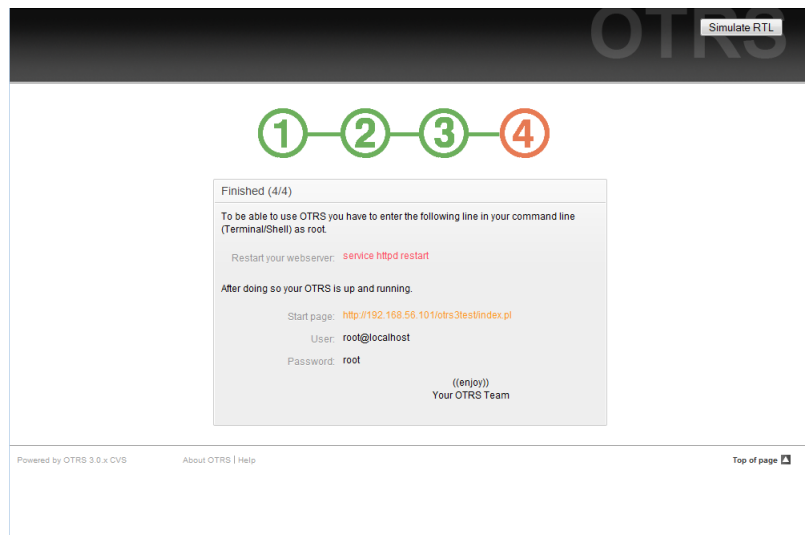 OTRS
Simulate RTL
1 2 3 4
Finished (4/4)
To be able to use OTRS you have to enter the following line in your command line
(Terminal/Shell) as root.
Restart your webserver: service httpd restart
After doing so your OTRS is up and running.
Start page: http://192.168.56.101/otrs3test/index.pl
User: root@localhost
Password: root
((enjoy))
Your OTRS Team
Powered by OTRS 3.0.x CVS About OTRS | Help Top of page